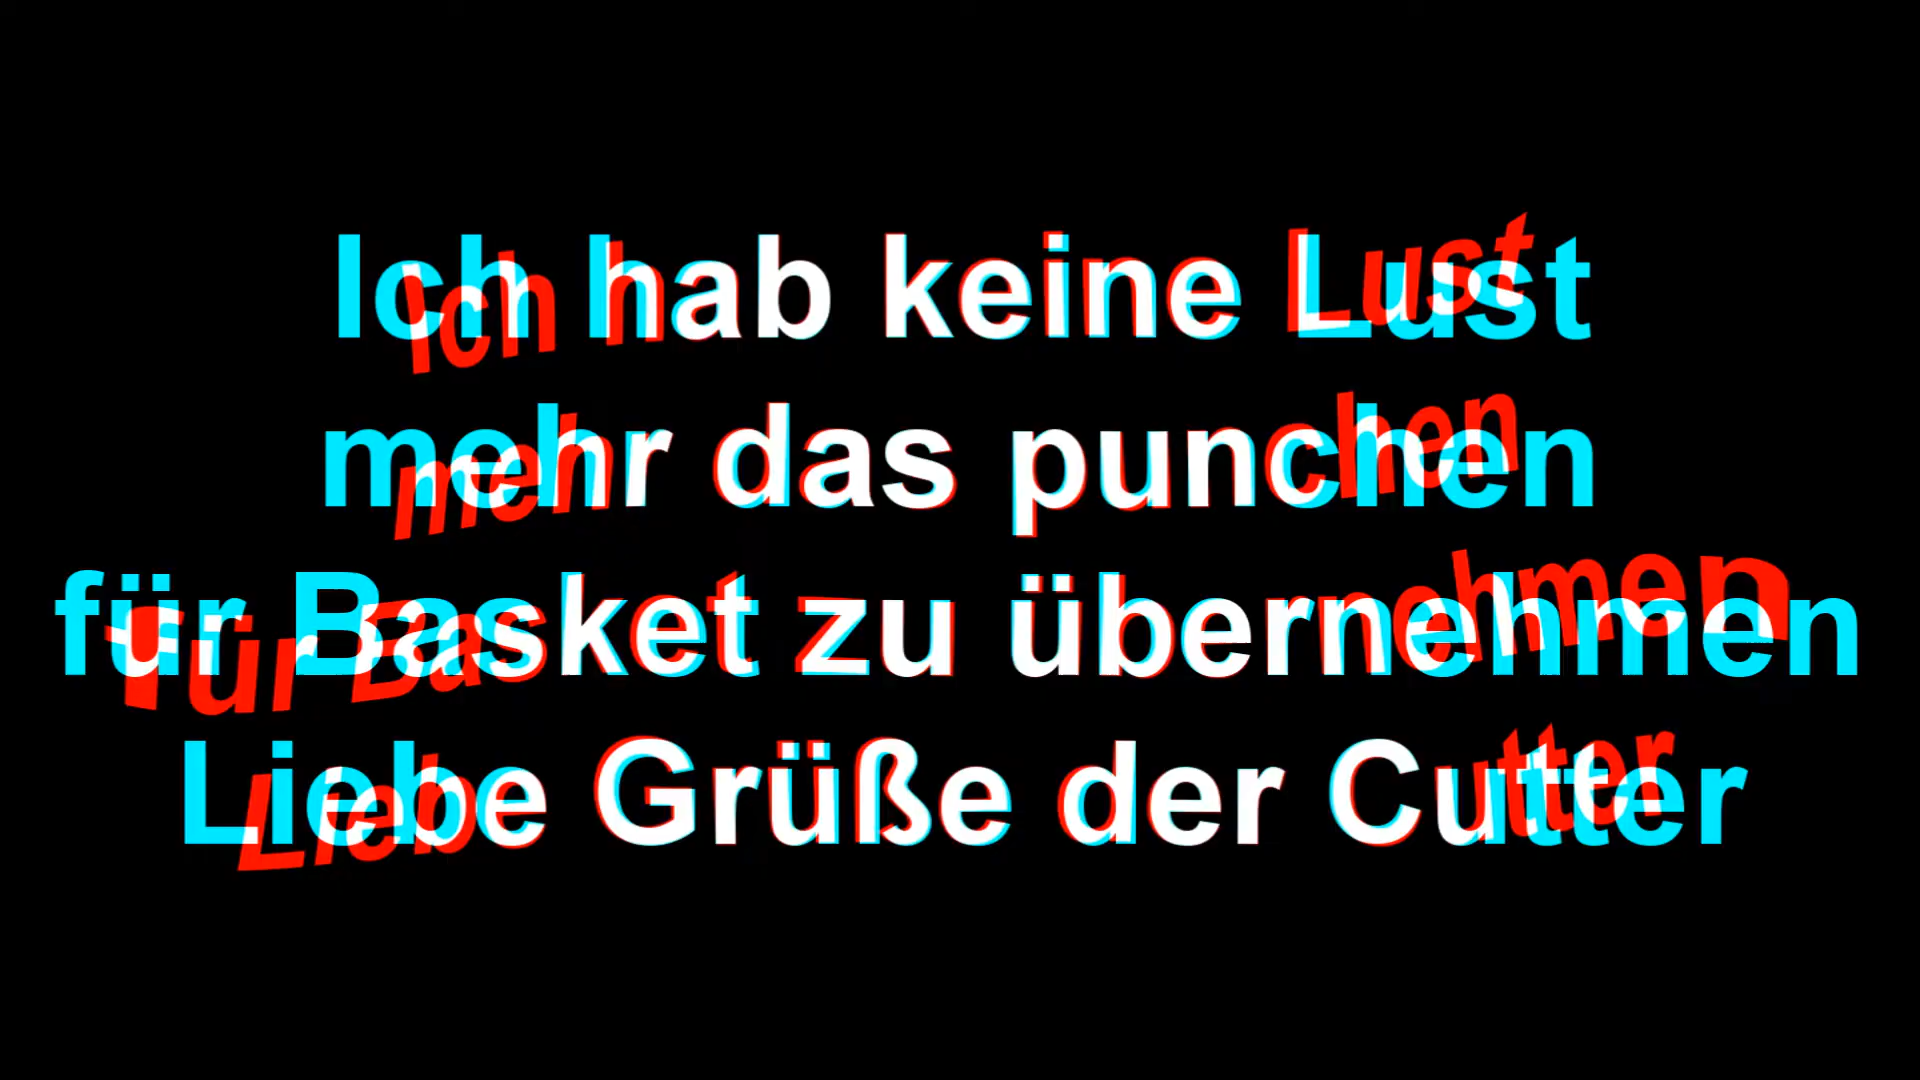 Ich hab keine Lust
mehr das punchen
für Basket zu übernehmen
Liebe Grüße der Cutter